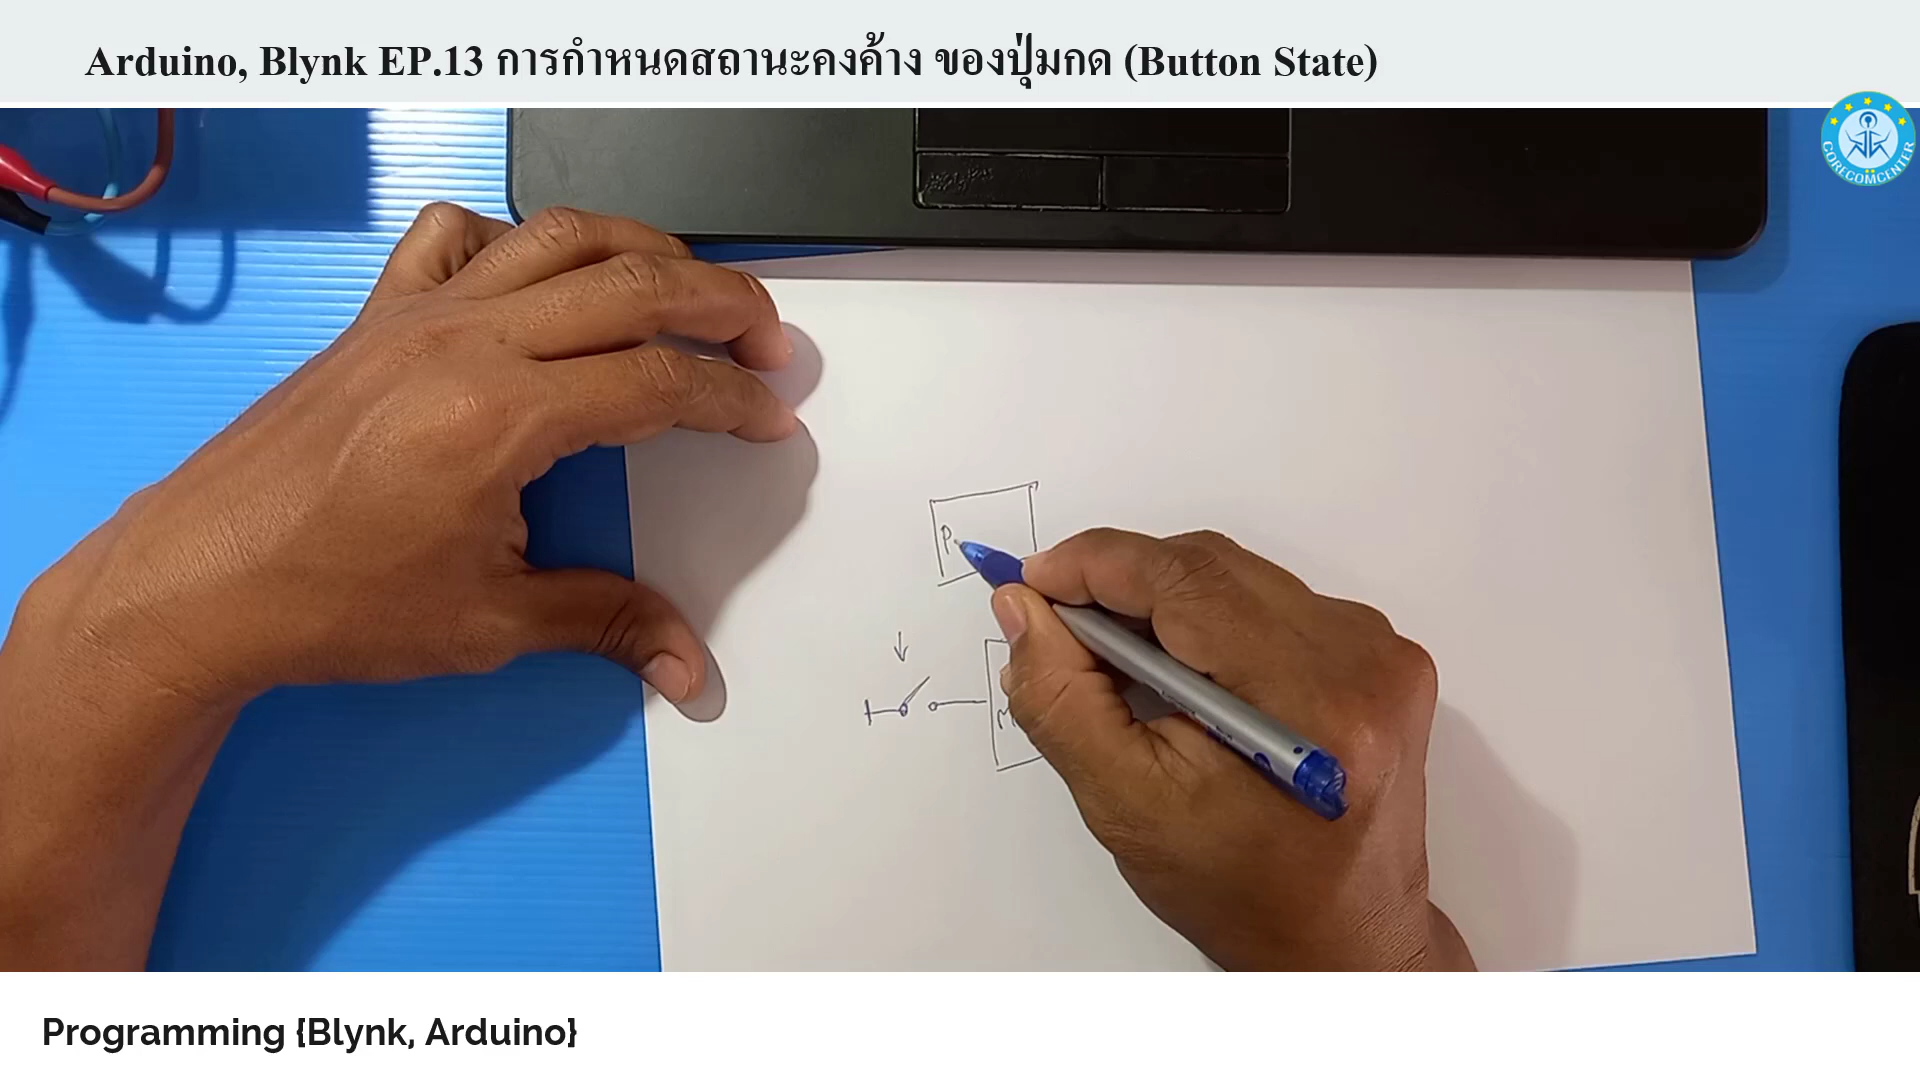 Arduino, Blynk EP.13 การกำหนดสถานะคงค้าง ของปุ่มกด (Button State)
CORECOMCENTER
P
M
Programming {Blynk, Arduino}